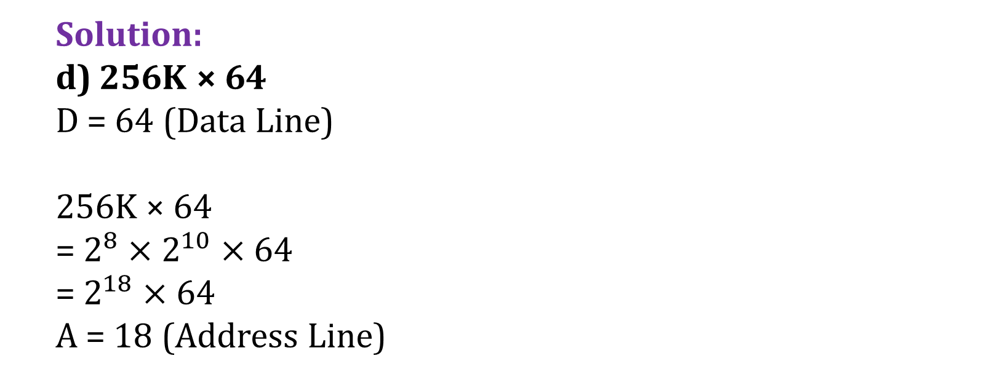 Solution:
d) 256K × 64
D = 64 (Data Line)
256K × 64
= 2⁸ × 2¹⁰ × 64
= 2¹⁸ × 64
A = 18 (Address Line)